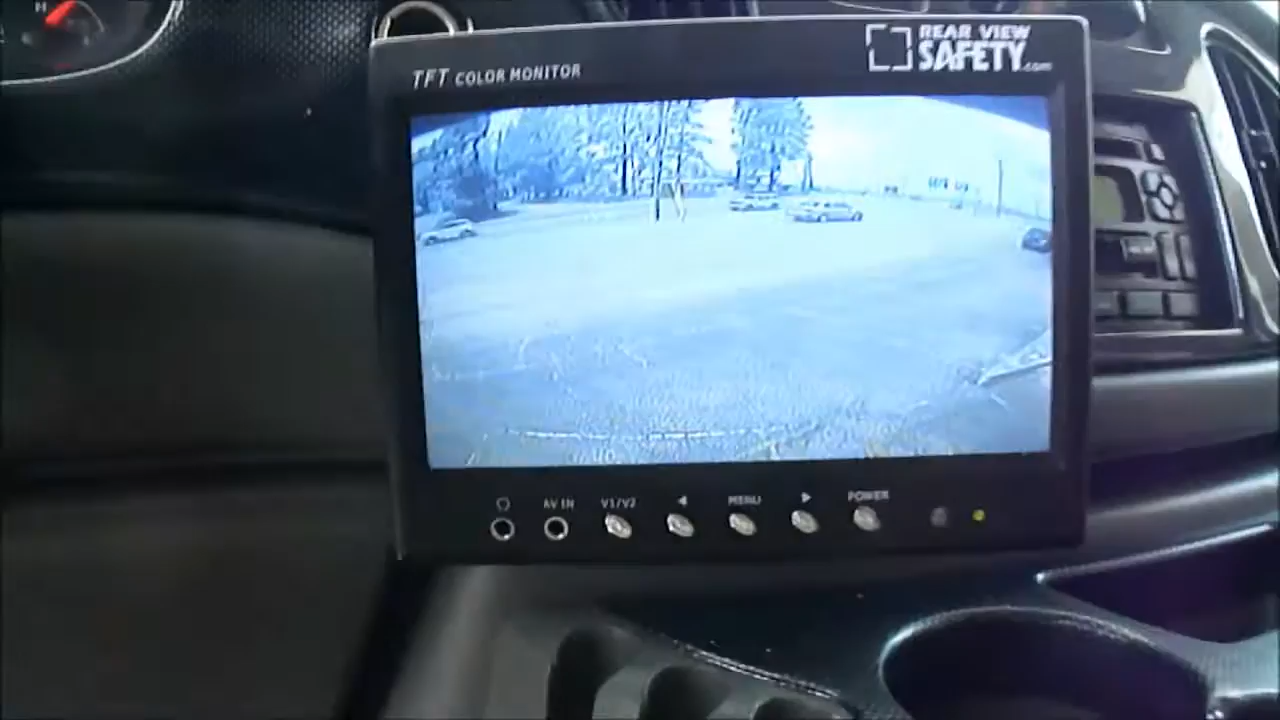 H
REAR VIEW
SAFETY.com
TFT COLOR MONITOR
AV IN
V1/V2
MENU
POWER